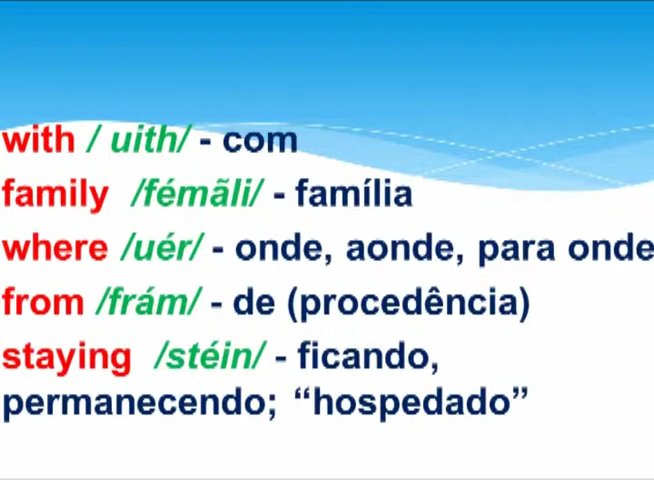 with / uith/ - com
family /fémãli/ - família
where /uér/ - onde, aonde, para onde
from /frám/ - de (procedência)
staying /stéin/ - ficando,
permanecendo; “hospedado”